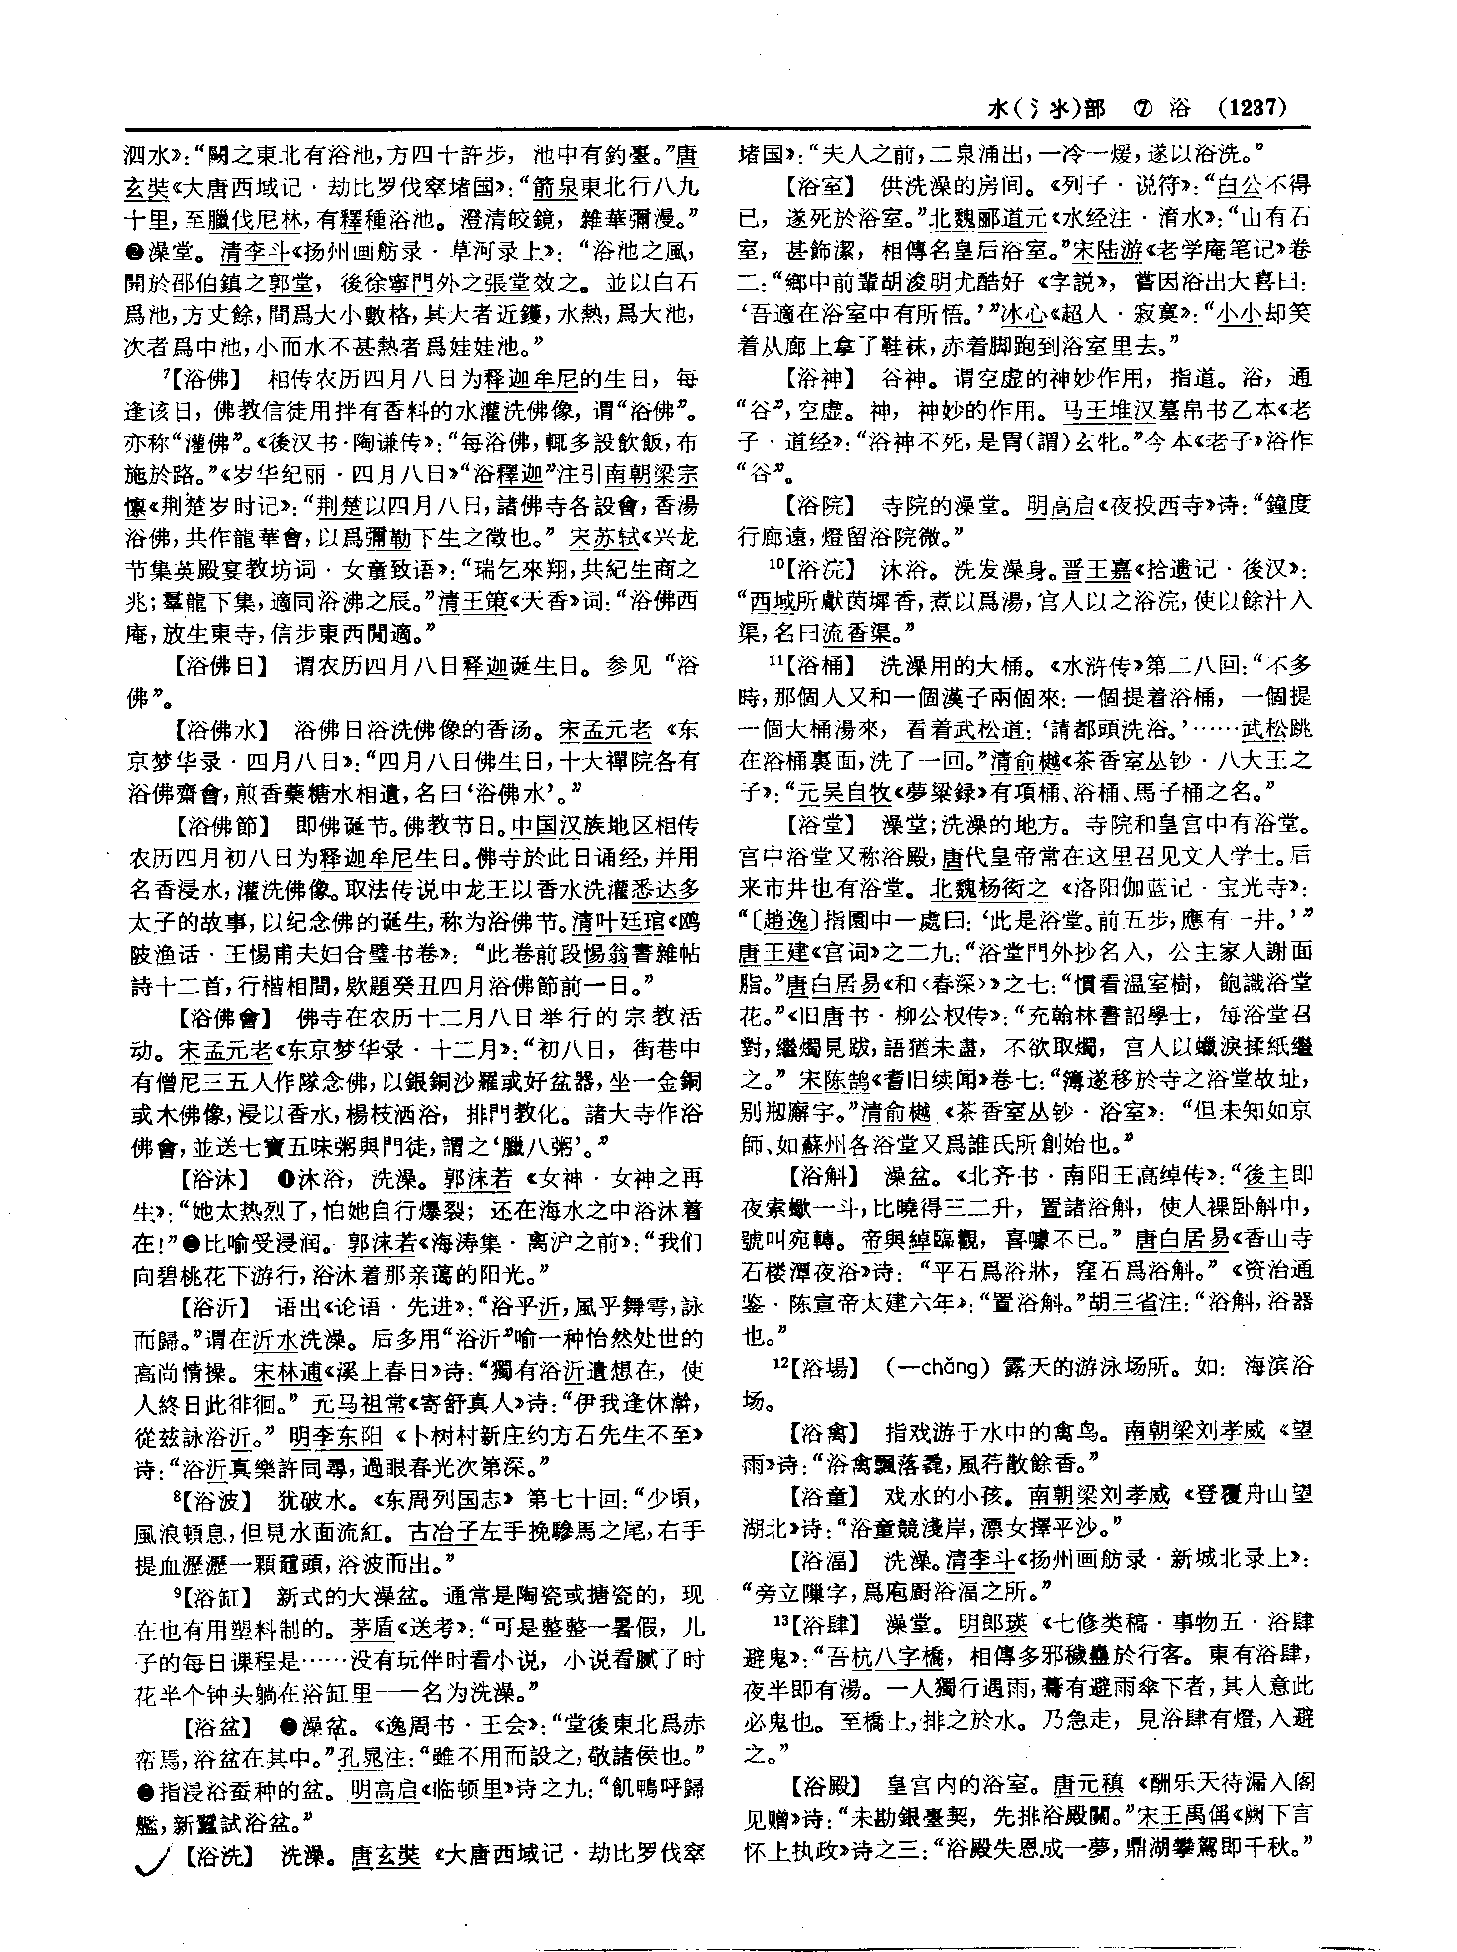 水(氵氺)部　⑦　浴　(1237)
泗水》：“闕之東北有浴池，方四十許步，池中有釣臺。”唐
玄奘《大唐西域记·劫比罗伐窣堵国》：“箭泉東北行八九
十里，至臘伐尼林，有釋種浴池。澄清皎鏡，雜華彌漫。”
❷澡堂。清李斗《扬州画舫录·草河录上》：“浴池之風，
開於邵伯鎮之郭堂，後徐寧門外之張堂效之。並以白石
爲池，方丈餘，間爲大小數格，其大者近鑊，水熱，爲大池，
次者爲中池，小而水不甚熱者爲娃娃池。”
7【浴佛】　相传农历四月八日为释迦牟尼的生日，每
逢该日，佛教信徒用拌有香料的水灌洗佛像，谓“浴佛”。
亦称“灌佛”。《後汉书·陶谦传》：“每浴佛，輒多設飲飯，布
施於路。”《岁华纪丽·四月八日》“浴釋迦”注引南朝梁宗
懔《荆楚岁时记》：“荆楚以四月八日，諸佛寺各設會，香湯
浴佛，共作龍華會，以爲彌勒下生之徵也。”宋苏轼《兴龙
节集英殿宴教坊词·女童致语》：“瑞乞來翔，共紀生商之
兆；羣龍下集，適同浴沸之辰。”清王策《天香》词：“浴佛西
庵，放生東寺，信步東西閒適。”
【浴佛日】　谓农历四月八日释迦诞生日。参见“浴
佛”。
【浴佛水】　浴佛日浴洗佛像的香汤。宋孟元老《东
京梦华录·四月八日》：“四月八日佛生日，十大禪院各有
浴佛齋會，煎香藥糖水相遺，名曰‘浴佛水’。”
【浴佛節】　即佛诞节。佛教节日。中国汉族地区相传
农历四月初八日为释迦牟尼生日。佛寺於此日诵经，并用
名香浸水，灌洗佛像。取法传说中龙王以香水洗灌悉达多
太子的故事，以纪念佛的诞生，称为浴佛节。清叶廷琯《鸥
陂渔话·王惕甫夫妇合璧书卷》：“此卷前段惕翁書雜帖
詩十二首，行楷相間，欵題癸丑四月浴佛節前一日。”
【浴佛會】　佛寺在农历十二月八日举行的宗教活
动。宋孟元老《东京梦华录·十二月》：“初八日，街巷中
有僧尼三五人作隊念佛，以銀銅沙羅或好盆器，坐一金銅
或木佛像，浸以香水，楊枝洒浴，排門教化。諸大寺作浴
佛會，並送七寶五味粥與門徒，謂之‘臘八粥’。”
【浴沐】　❶沐浴，洗澡。郭沫若《女神·女神之再
生》：“她太热烈了，怕她自行爆裂；还在海水之中浴沐着
在！”❷比喻受浸润。郭沫若《海涛集·离沪之前》：“我们
向碧桃花下游行，浴沐着那亲蔼的阳光。”
【浴沂】　语出《论语·先进》：“浴乎沂，風乎舞雩，詠
而歸。”谓在沂水洗澡。后多用“浴沂”喻一种怡然处世的
高尚情操。宋林逋《溪上春日》诗：“獨有浴沂遺想在，使
人終日此徘徊。”元马祖常《寄舒真人》诗：“伊我逢休澣，
從兹詠浴沂。”明李东阳《卜树村新庄约方石先生不至》
诗：“浴沂真樂許同尋，過眼春光次第深。”
8【浴波】　犹破水。《东周列国志》第七十回：“少頃，
風浪頓息，但見水面流紅。古冶子左手挽驂馬之尾，右手
提血瀝瀝一顆黿頭，浴波而出。”
9【浴缸】　新式的大澡盆。通常是陶瓷或搪瓷的，现
在也有用塑料制的。茅盾《送考》：“可是整整一暑假，儿
子的每日课程是……没有玩伴时看小说，小说看腻了时
花半个钟头躺在浴缸里——名为洗澡。”
【浴盆】　❶澡盆。《逸周书·王会》：“堂後東北爲赤
帟焉，浴盆在其中。”孔晁注：“雖不用而設之，敬諸侯也。”
❷指浸浴蚕种的盆。明高启《临顿里》诗之九：“飢鴨呼歸
艦，新蠶試浴盆。”
【浴洗】　洗澡。唐玄奘《大唐西域记·劫比罗伐窣
堵国》：“夫人之前，二泉涌出，一冷一煖，遂以浴洗。”
【浴室】　供洗澡的房间。《列子·说符》：“白公不得
已，遂死於浴室。”北魏郦道元《水经注·淯水》：“山有石
室，甚飾潔，相傳名皇后浴室。”宋陆游《老学庵笔记》卷
二：“鄉中前輩胡浚明尤酷好《字説》，嘗因浴出大喜曰：
‘吾適在浴室中有所悟。’”冰心《超人·寂寞》：“小小却笑
着从廊上拿了鞋袜，赤着脚跑到浴室里去。”
【浴神】　谷神。谓空虚的神妙作用，指道。浴，通
“谷”，空虚。神，神妙的作用。马王堆汉墓帛书乙本《老
子·道经》：“浴神不死，是胃(謂)玄牝。”今本《老子》浴作
“谷”。
【浴院】　寺院的澡堂。明高启《夜投西寺》诗：“鐘度
行廊遠，燈留浴院微。”
10【浴浣】　沐浴。洗发澡身。晋王嘉《拾遗记·後汉》：
“西域所獻茵墀香，煮以爲湯，宫人以之浴浣，使以餘汁入
渠，名曰流香渠。”
11【浴桶】　洗澡用的大桶。《水浒传》第二八回：“不多
時，那個人又和一個漢子兩個來：一個提着浴桶，一個提
一個大桶湯來，看着武松道：‘請都頭洗浴。’……武松跳
在浴桶裏面，洗了一回。”清俞樾《茶香室丛钞·八大王之
子》：“元吴自牧《夢粱録》有項桶、浴桶、馬子桶之名。”
【浴堂】　澡堂；洗澡的地方。寺院和皇宫中有浴堂。
宫中浴堂又称浴殿，唐代皇帝常在这里召见文人学士。后
来市井也有浴堂。北魏杨衒之《洛阳伽蓝记·宝光寺》：
“〔趙逸〕指園中一處曰：‘此是浴堂。前五步，應有一井。’”
唐王建《宫词》之二九：“浴堂門外抄名入，公主家人謝面
脂。”唐白居易《和〈春深〉》之七：“慣看温室樹，飽識浴堂
花。”《旧唐书·柳公权传》：“充翰林書詔學士，每浴堂召
對，繼燭見跋，語猶未盡，不欲取燭，宫人以蠟淚揉紙繼
之。”宋陈鹄《耆旧续闻》卷七：“簿遂移於寺之浴堂故址，
别剏廨宇。”清俞樾《茶香室丛钞·浴室》：“但未知如京
師、如蘇州各浴堂又爲誰氏所創始也。”
【浴斛】　澡盆。《北齐书·南阳王高绰传》：“後主即
夜索蠍一斗，比曉得三二升，置諸浴斛，使人裸卧斛中，
號叫宛轉。帝與綽臨觀，喜噱不已。”唐白居易《香山寺
石楼潭夜浴》诗：“平石爲浴牀，窪石爲浴斛。”《资治通
鉴·陈宣帝太建六年》：“置浴斛。”胡三省注：“浴斛，浴器
也。”
12【浴場】　（—chǎng）露天的游泳场所。如：海滨浴
场。
【浴禽】　指戏游于水中的禽鸟。南朝梁刘孝威《望
雨》诗：“浴禽飄落毳，風荇散餘香。”
【浴童】　戏水的小孩。南朝梁刘孝威《登覆舟山望
湖北》诗：“浴童競淺岸，漂女擇平沙。”
【浴湢】　洗澡。清李斗《扬州画舫录·新城北录上》：
“旁立隟字，爲庖厨浴湢之所。”
13【浴肆】　澡堂。明郎瑛《七修类稿·事物五·浴肆
避鬼》：“吾杭八字橋，相傳多邪穢蠱於行客。東有浴肆，
夜半即有湯。一人獨行遇雨，驀有避雨傘下者，其人意此
必鬼也。至橋上，排之於水。乃急走，見浴肆有燈，入避
之。”
【浴殿】　皇宫内的浴室。唐元稹《酬乐天待漏入阁
见赠》诗：“未勘銀臺契，先排浴殿關。”宋王禹偁《阙下言
怀上执政》诗之三：“浴殿失恩成一夢，鼎湖攀駕即千秋。”